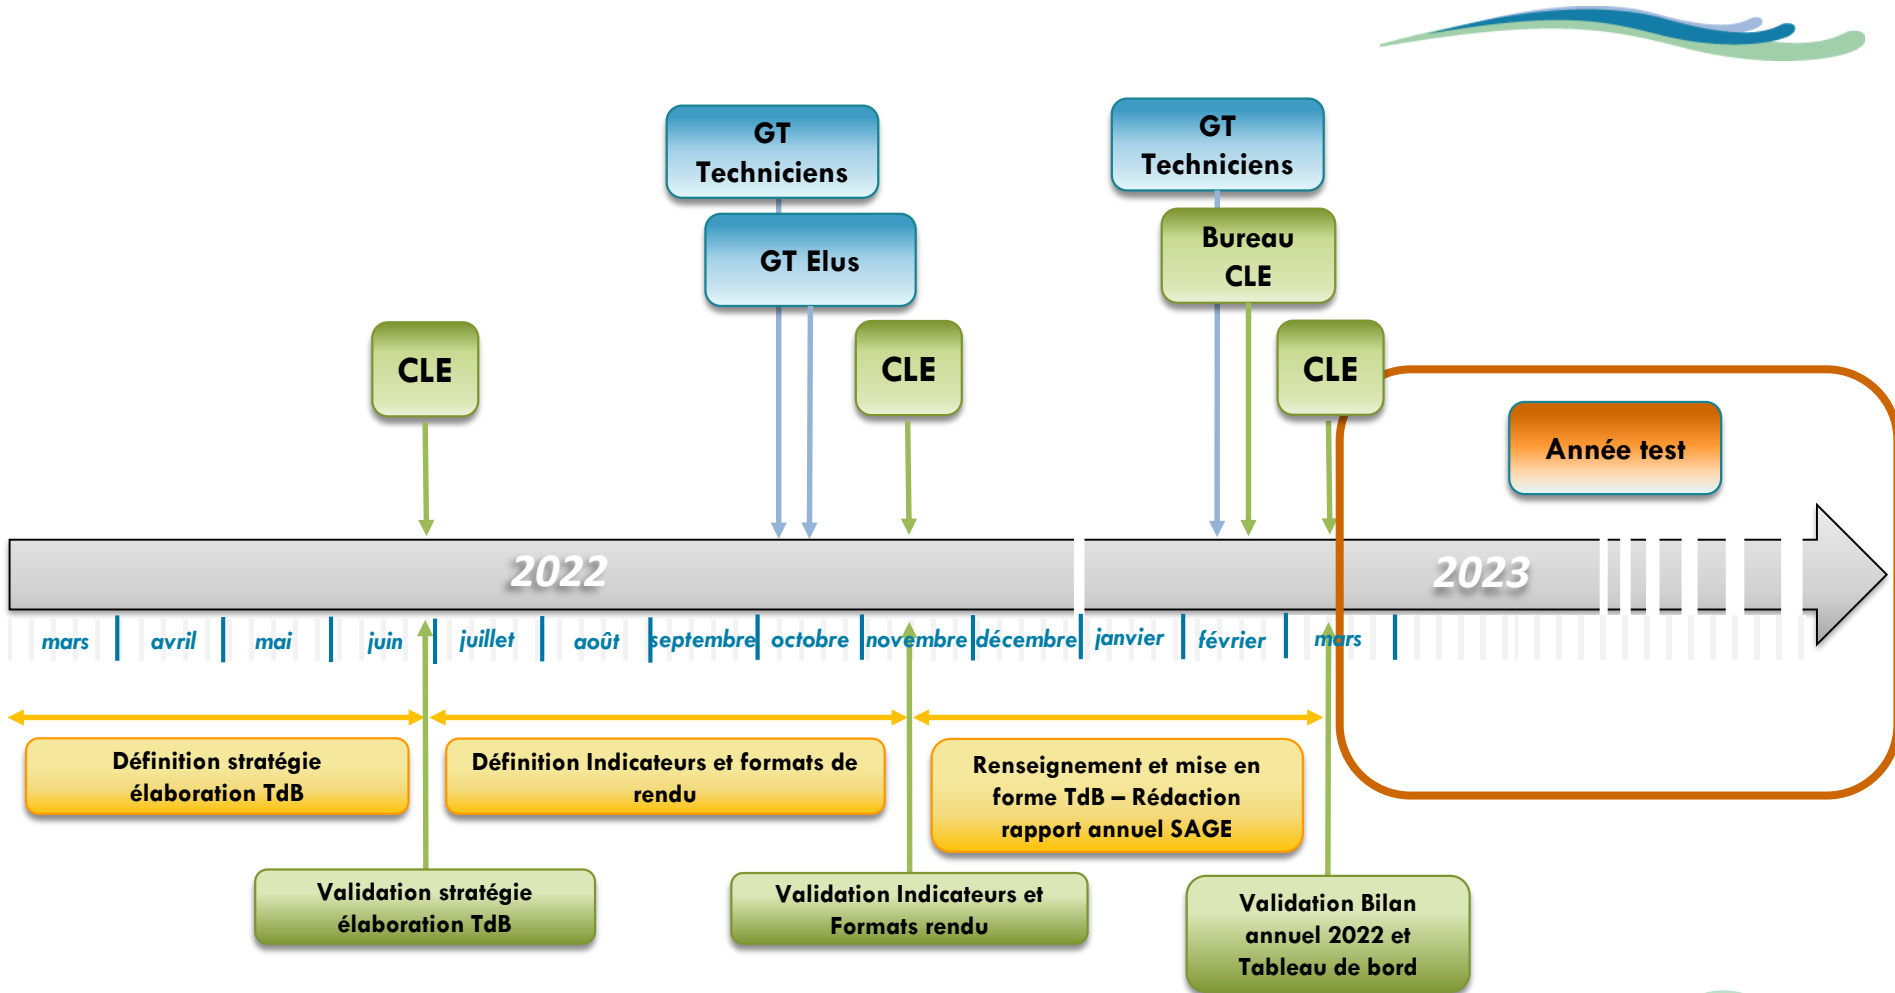 GT
Techniciens
GT Elus
GT
Techniciens
Bureau
CLE
CLE
CLE
CLE
Année test
2022
2023
mars
avril
mai
juin
juillet
août
septembre
octobre
novembre
décembre
janvier
février
mars
Définition stratégie
élaboration TdB
Définition Indicateurs et formats de
rendu
Renseignement et mise en
forme TdB – Rédaction
rapport annuel SAGE
Validation stratégie
élaboration TdB
Validation Indicateurs et
Formats rendu
Validation Bilan
annuel 2022 et
Tableau de bord